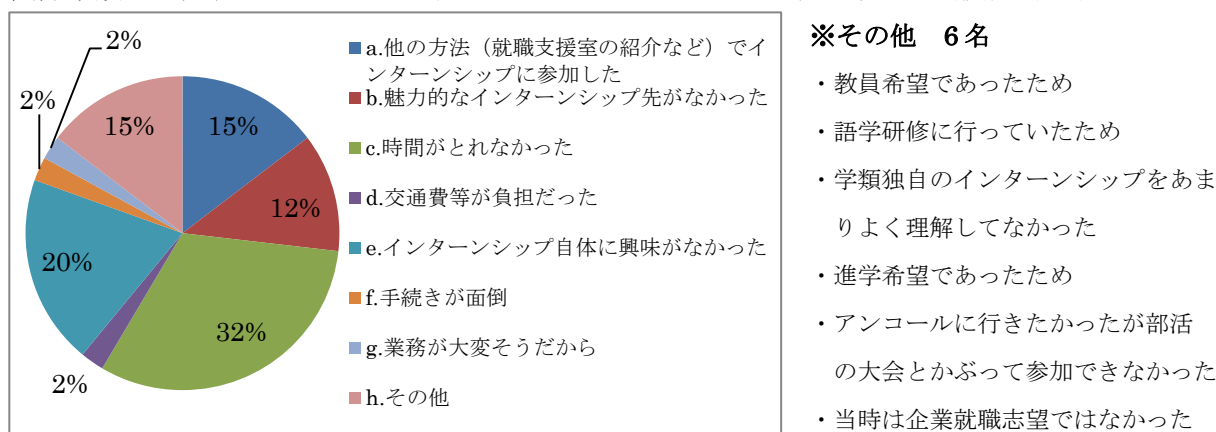 2%
2%
15%
15%
12%
20%
32%
2%
a.他の方法（就職支援室の紹介など）でイ
ンターンシップに参加した
b.魅力的なインターンシップ先がなかった
c.時間がとれなかった
d.交通費等が負担だった
e.インターンシップ自体に興味がなかった
f.手続きが面倒
g.業務が大変そうだから
h.その他
※その他　6名
・教員希望であったため
・語学研修に行っていたため
・学類独自のインターンシップをあま
りよく理解してなかった
・進学希望であったため
・アンコールに行きたかったが部活
の大会とかぶって参加できなかった
・当時は企業就職志望ではなかった